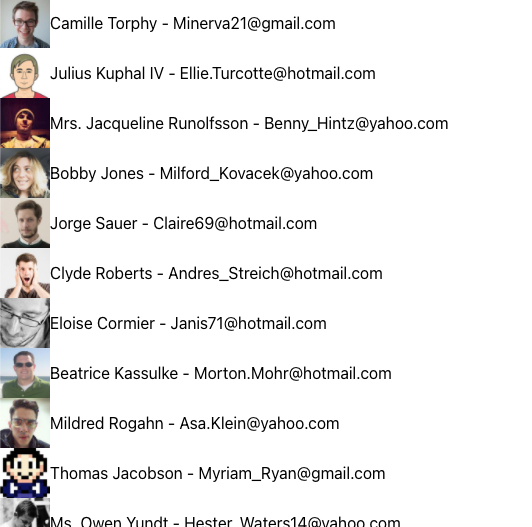 Camille Torphy - Minerva21@gmail.com
Julius Kuphal IV - Ellie.Turcotte@hotmail.com
Mrs. Jacqueline Runolfsson - Benny_Hintz@yahoo.com
Bobby Jones - Milford_Kovacek@yahoo.com
Jorge Sauer - Claire69@hotmail.com
Clyde Roberts - Andres_Streich@hotmail.com
Eloise Cormier - Janis71@hotmail.com
Beatrice Kassulke - Morton.Mohr@hotmail.com
Mildred Rogahn - Asa.Klein@yahoo.com
Thomas Jacobson - Myriam_Ryan@gmail.com
Ms. Owen Yundt - Hester_Waters14@yahoo.com